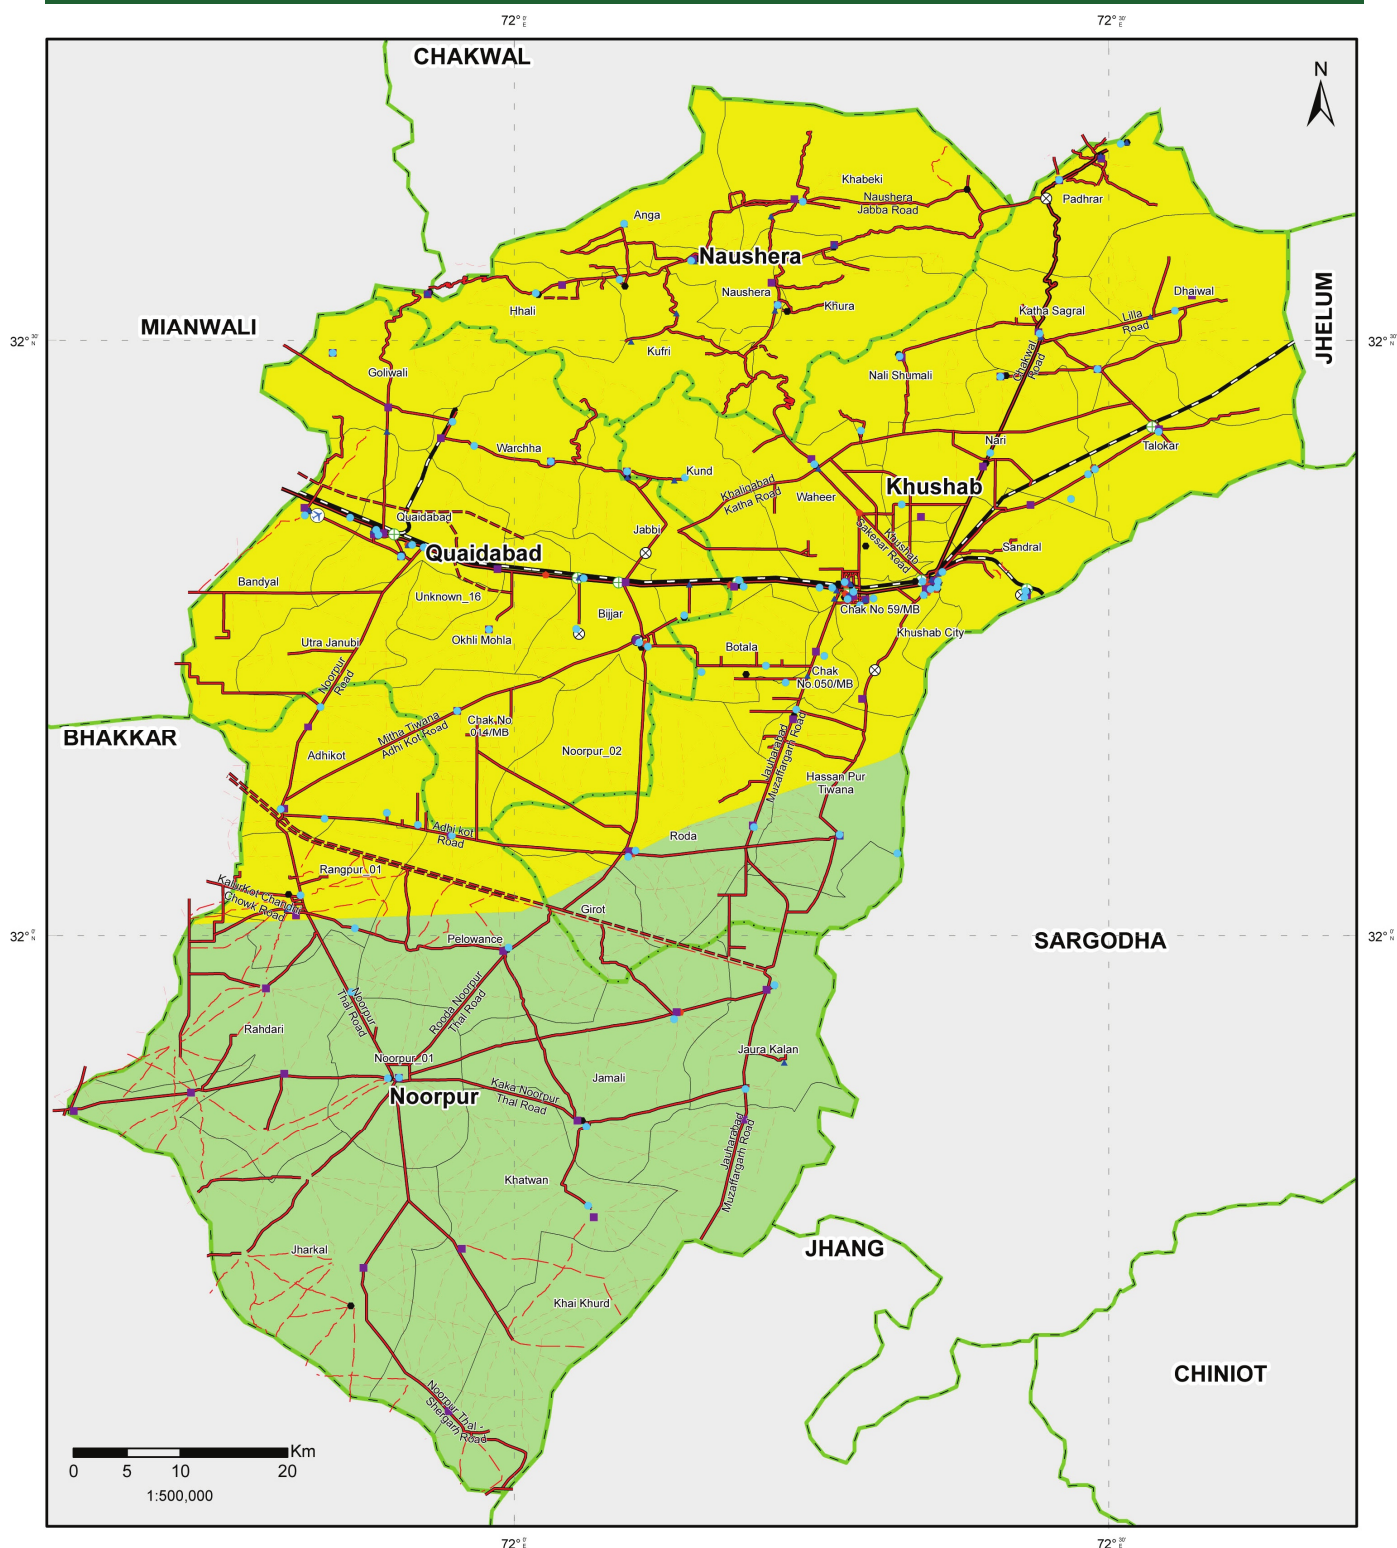 72° 0' E
72° 30' E
CHAKWAL
N
Khabeki
Naushera
Jabba Road
Padhrar
Anga
Naushera
JHELUM
Dhaiwal
Naushera
Hhali
Khura
Katha Sagral
Lilla
Road
MIANWALI
32° 30' N
32° 30' N
Kufri
Chakwal
Road
Goliwali
Nali Shumali
Nari
Talokar
Warchha
Kund
Khushab
Khaliqabad
Katha Road
Waheer
Quaidabad
Jabbi
Khushab
Sakesar Road
Sandral
Quaidabad
Bandyal
Unknown_16
Bijjar
Chak No 59/MB
Okhli Mohla
Khushab City
Utra Janubi
Botala
Noorpur
Road
Chak
No.050/MB
Mitha Tiwana
Adhi Kot Road
Chak No
014/MB
BHAKKAR
Adhikot
Noorpur_02
Jauharabad
Muzaffargarh Road
Hassan Pur
Tiwana
Adhi kot
Road
Roda
Rangpur_01
KalurKot Chandni
Chowk Road
Girot
32° 0' N
32° 0' N
Pelowance
SARGODHA
Noorpur
Thal Road
Rooda Noorpur
Thal Road
Rahdari
Noorpur_01
Jaura Kalan
Jamali
Noorpur
Kaka Noorpur
Thal Road
Jauharabad
Muzaffargarh Road
Khatwan
Jharkal
JHANG
Khai Khurd
CHINIOT
Noorpur Thal
Shergarh Road
Km
0 5 10 20
1:500,000
72° 0' E
72° 30' E